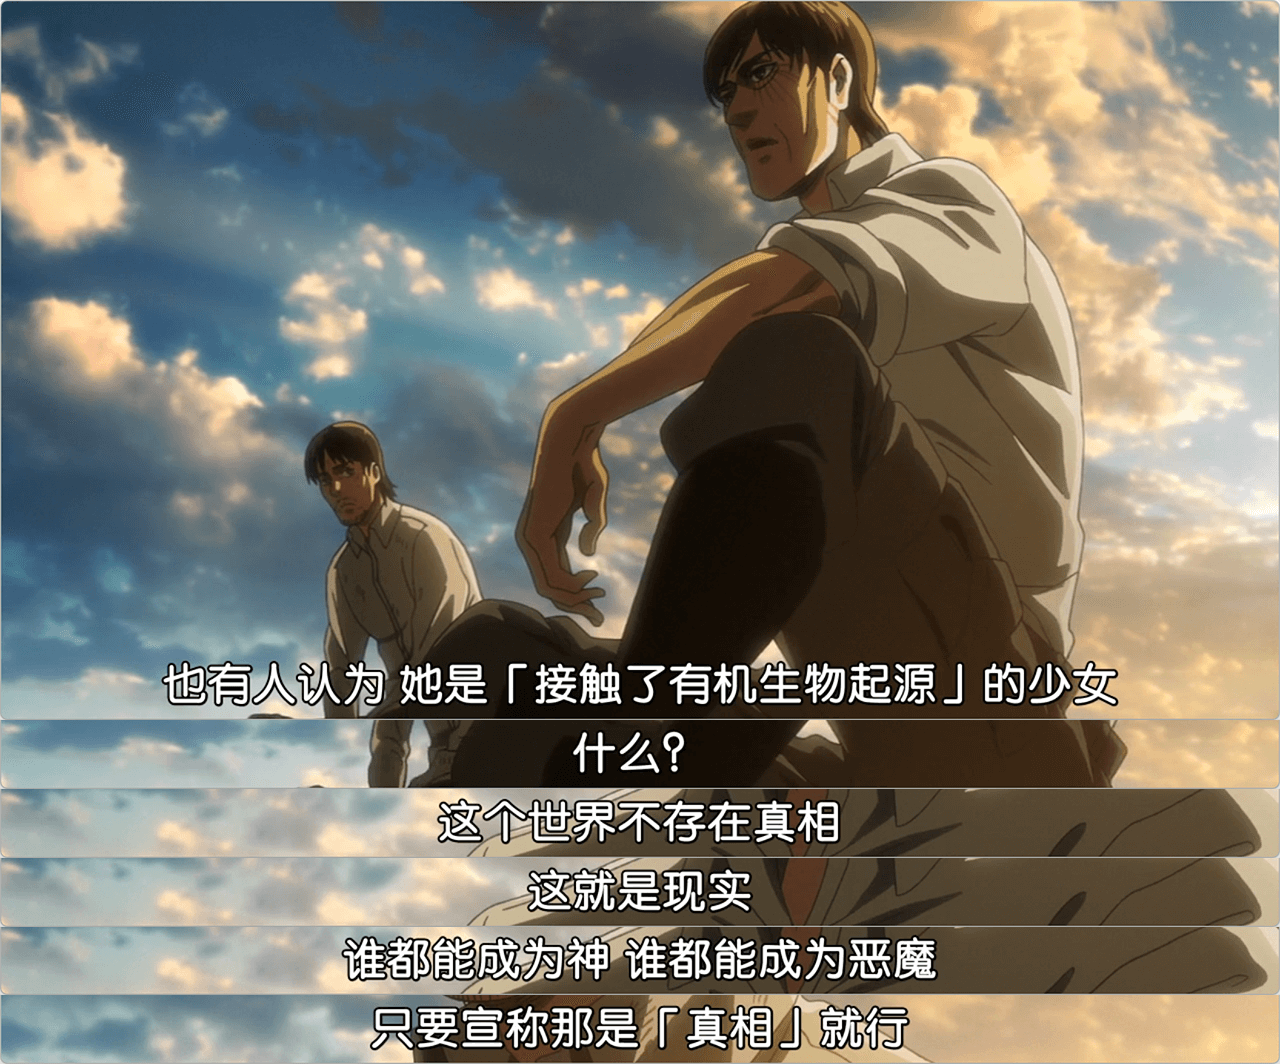 也有人认为 她是「接触了有机生物起源」的少女
什么?
这个世界不存在真相
这就是现实
谁都能成为神 谁都能成为恶魔
只要宣称那是「真相」就行